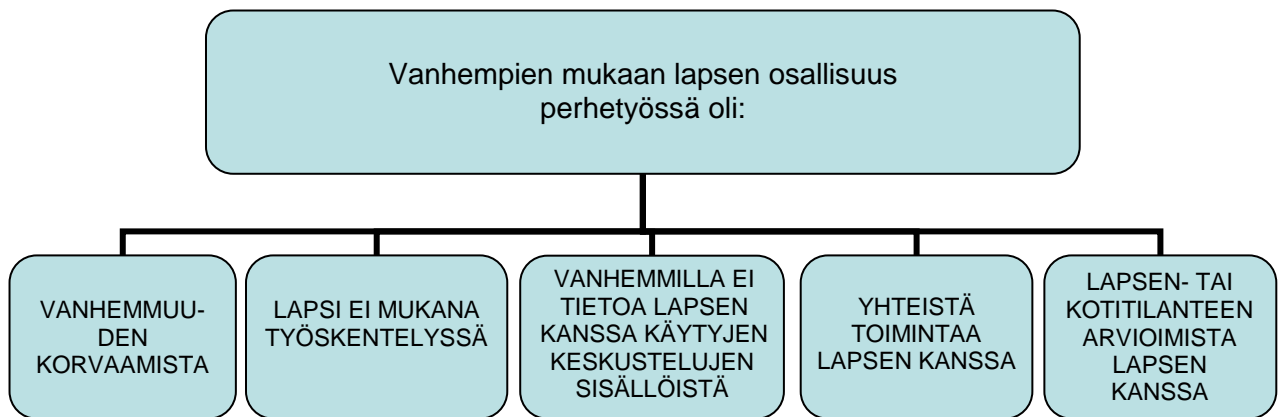 Vanhempien mukaan lapsen osallisuus
perhetyössä oli:
VANHEMMUU-
DEN
KORVAAMISTA
LAPSI EI MUKANA
TYÖSKENTELYSSÄ
VANHEMMILLA EI
TIETOA LAPSEN
KANSSA KÄYTYJEN
KESKUSTELUJEN
SISÄLLÖISTÄ
YHTEISTÄ
TOIMINTAA
LAPSEN KANSSA
LAPSEN- TAI
KOTITILANTEEN
ARVIOIMISTA
LAPSEN
KANSSA